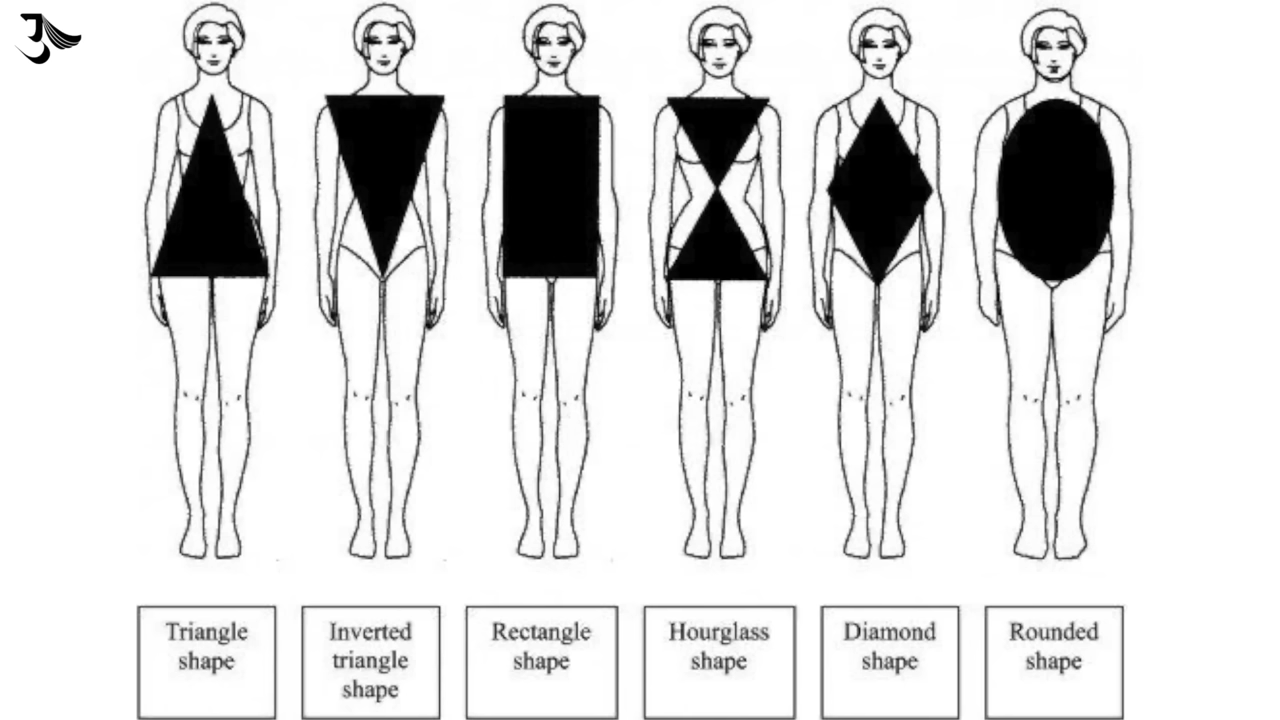 Triangle
shape
Inverted
triangle
shape
Rectangle
shape
Hourglass
shape
Diamond
shape
Rounded
shape